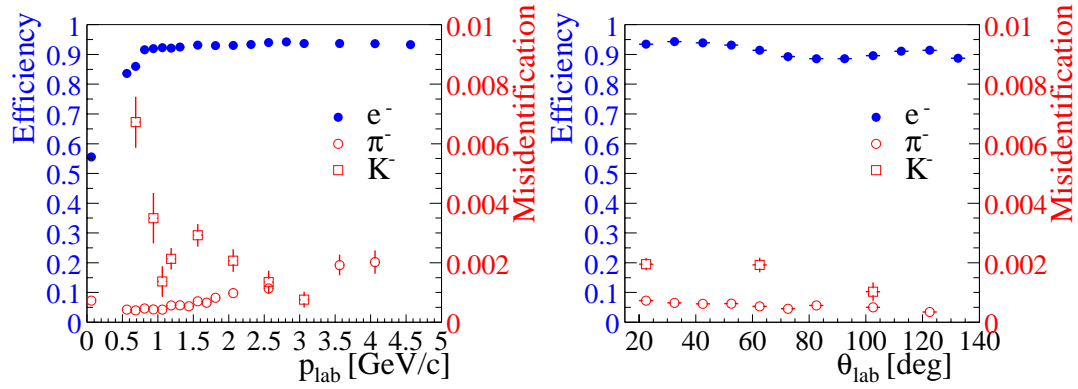 Efficiency
1
0.9
0.8
0.7
0.6
0.5
0.4
0.3
0.2
0.1
0
0.01
0.008
0.006
0.004
0.002
0
Misidentification
e-
π-
K-
0 0.5 1 1.5 2 2.5 3 3.5 4 4.5 5
plab [GeV/c]
Efficiency
1
0.9
0.8
0.7
0.6
0.5
0.4
0.3
0.2
0.1
0
0.01
0.008
0.006
0.004
0.002
0
Misidentification
e-
π-
K-
20 40 60 80 100 120 140
θlab [deg]